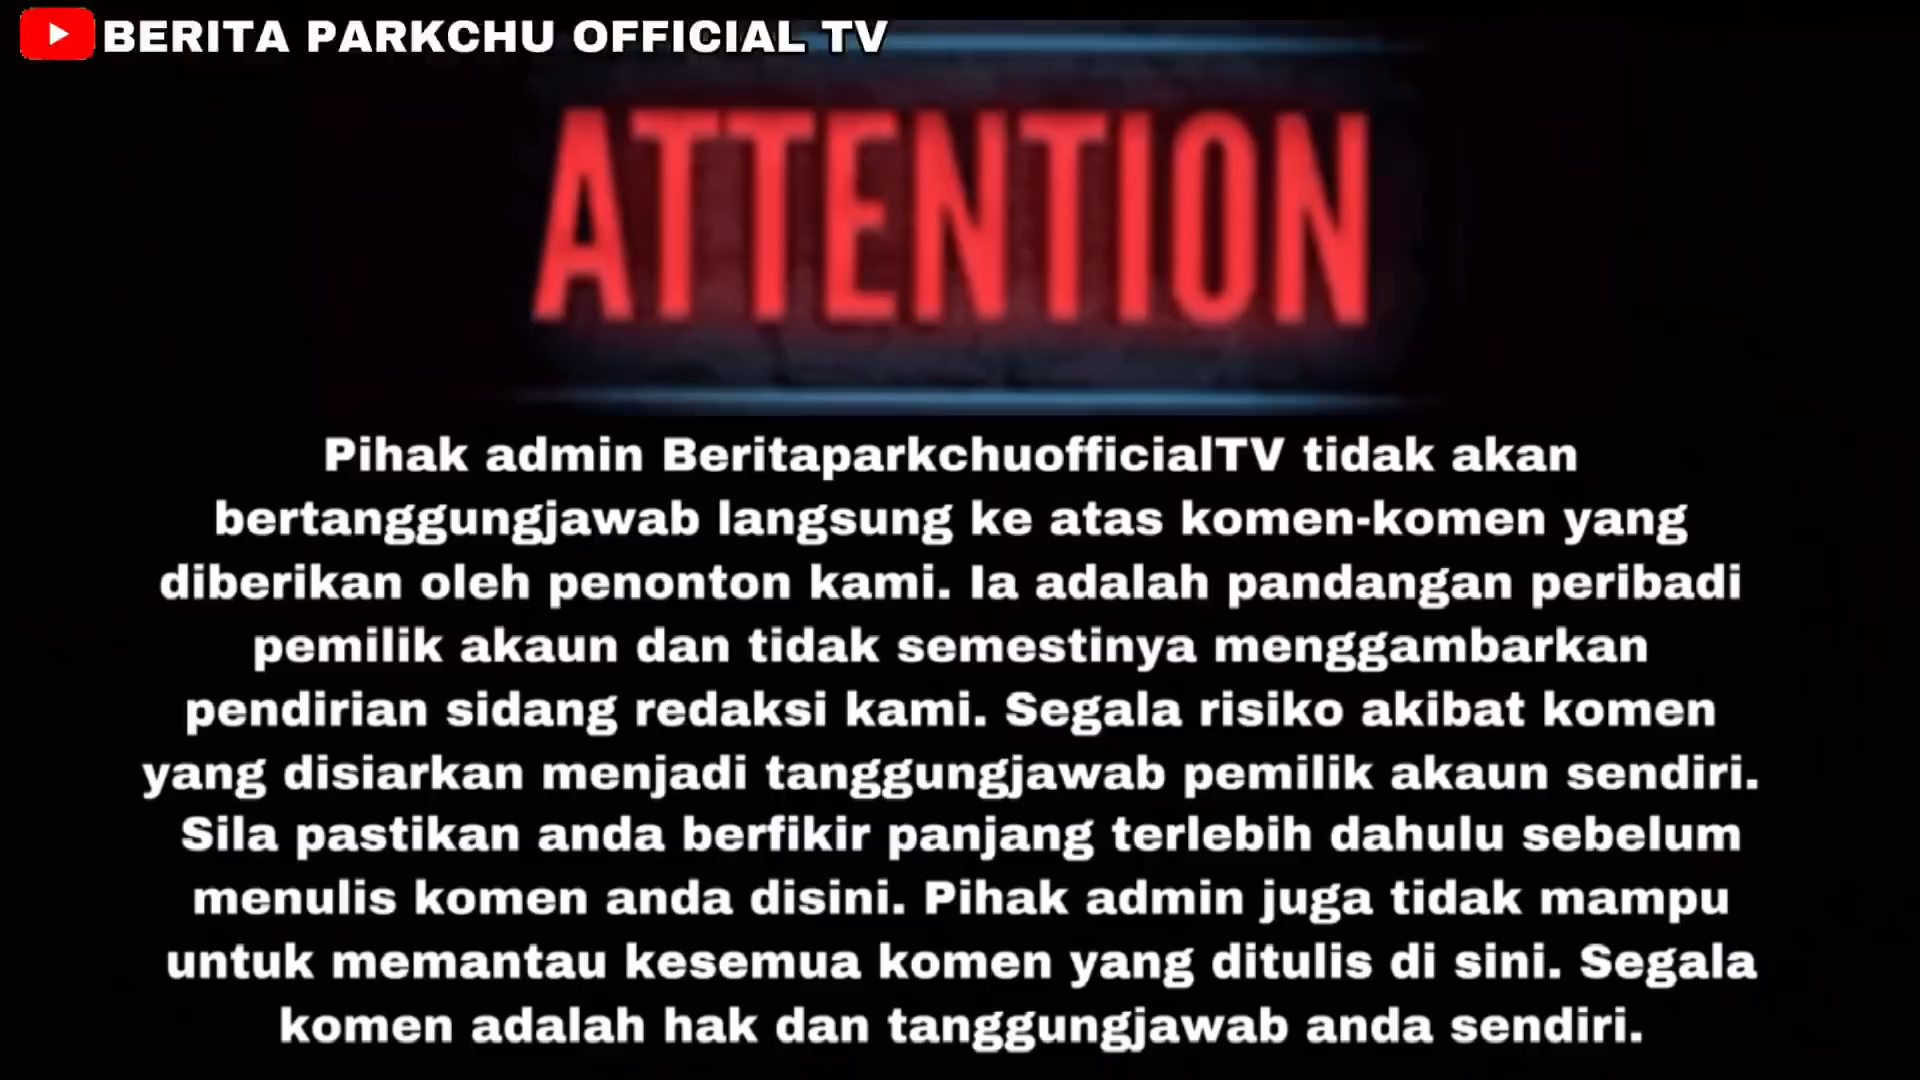 BERITA PARKCHU OFFICIAL TV
ATTENTION
Pihak admin BeritaparkchuofficialTV tidak akan
bertanggungjawab langsung ke atas komen-komen yang
diberikan oleh penonton kami. Ia adalah pandangan peribadi
pemilik akaun dan tidak semestinya menggambarkan
pendirian sidang redaksi kami. Segala risiko akibat komen
yang disiarkan menjadi tanggungjawab pemilik akaun sendiri.
Sila pastikan anda berfikir panjang terlebih dahulu sebelum
menulis komen anda disini. Pihak admin juga tidak mampu
untuk memantau kesemua komen yang ditulis di sini. Segala
komen adalah hak dan tanggungjawab anda sendiri.